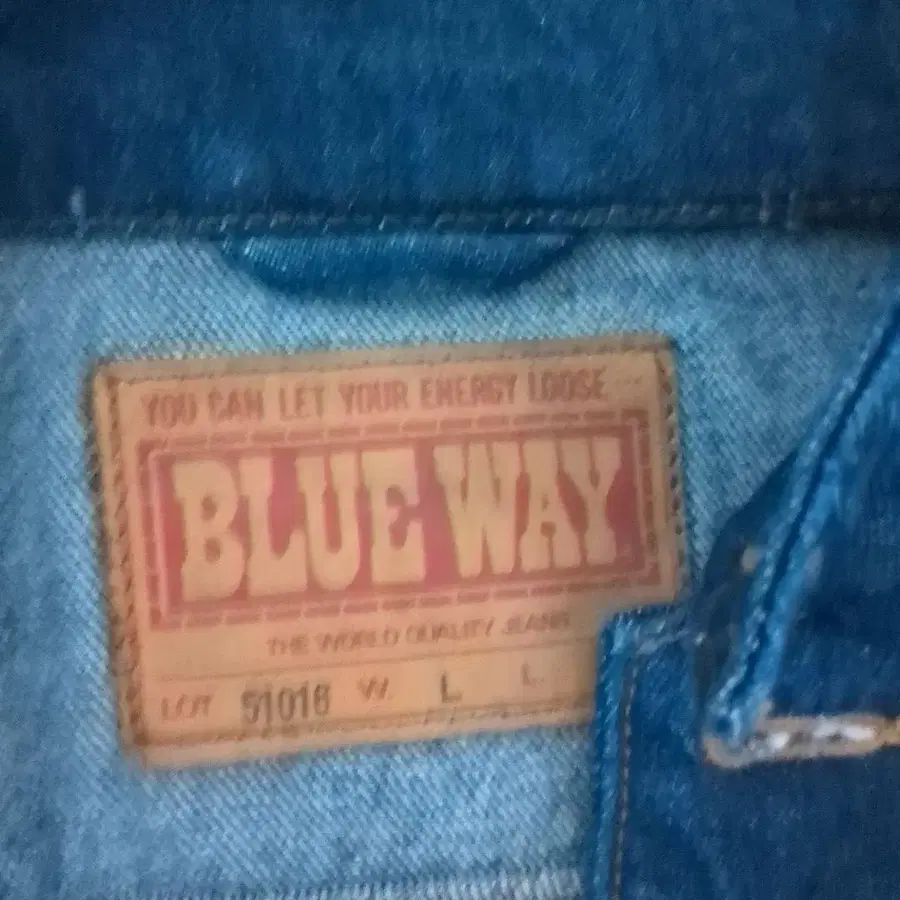 YOU CAN LET YOUR ENERGY LOOSE...
BLUE WAY
THE WORLD QUALITY JEANS
LOT 51016 W. L L.